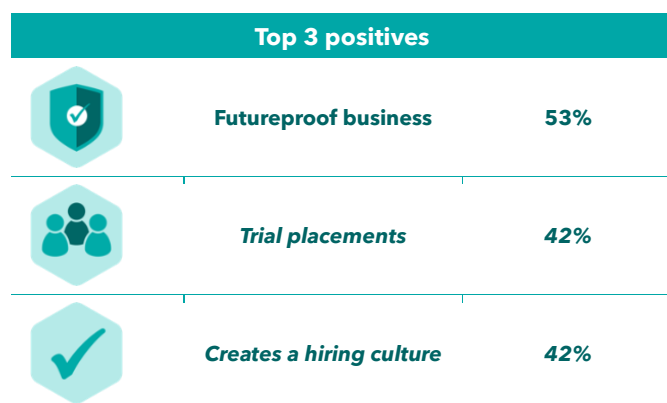 Top 3 positives
Futureproof business 53%
Trial placements 42%
Creates a hiring culture 42%